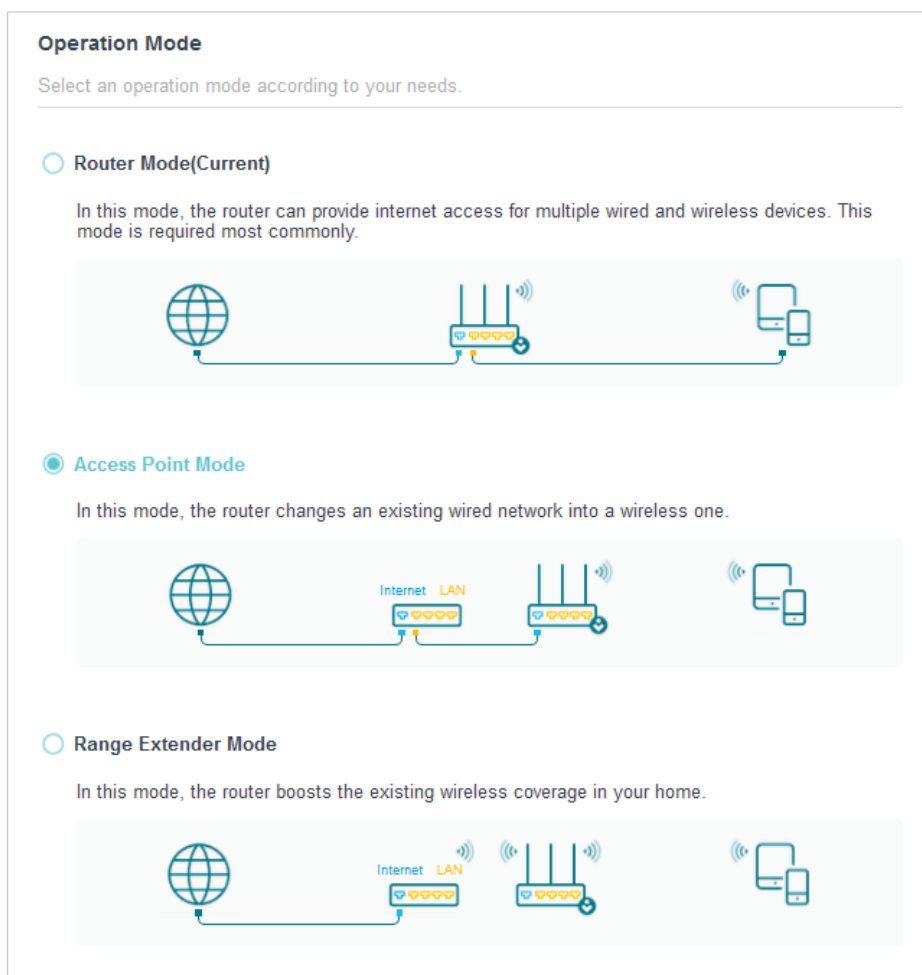 Operation Mode
Select an operation mode according to your needs.
Router Mode(Current)
In this mode, the router can provide internet access for multiple wired and wireless devices. This
mode is required most commonly.
Access Point Mode
In this mode, the router changes an existing wired network into a wireless one.
Internet LAN
Range Extender Mode
In this mode, the router boosts the existing wireless coverage in your home.
Internet LAN